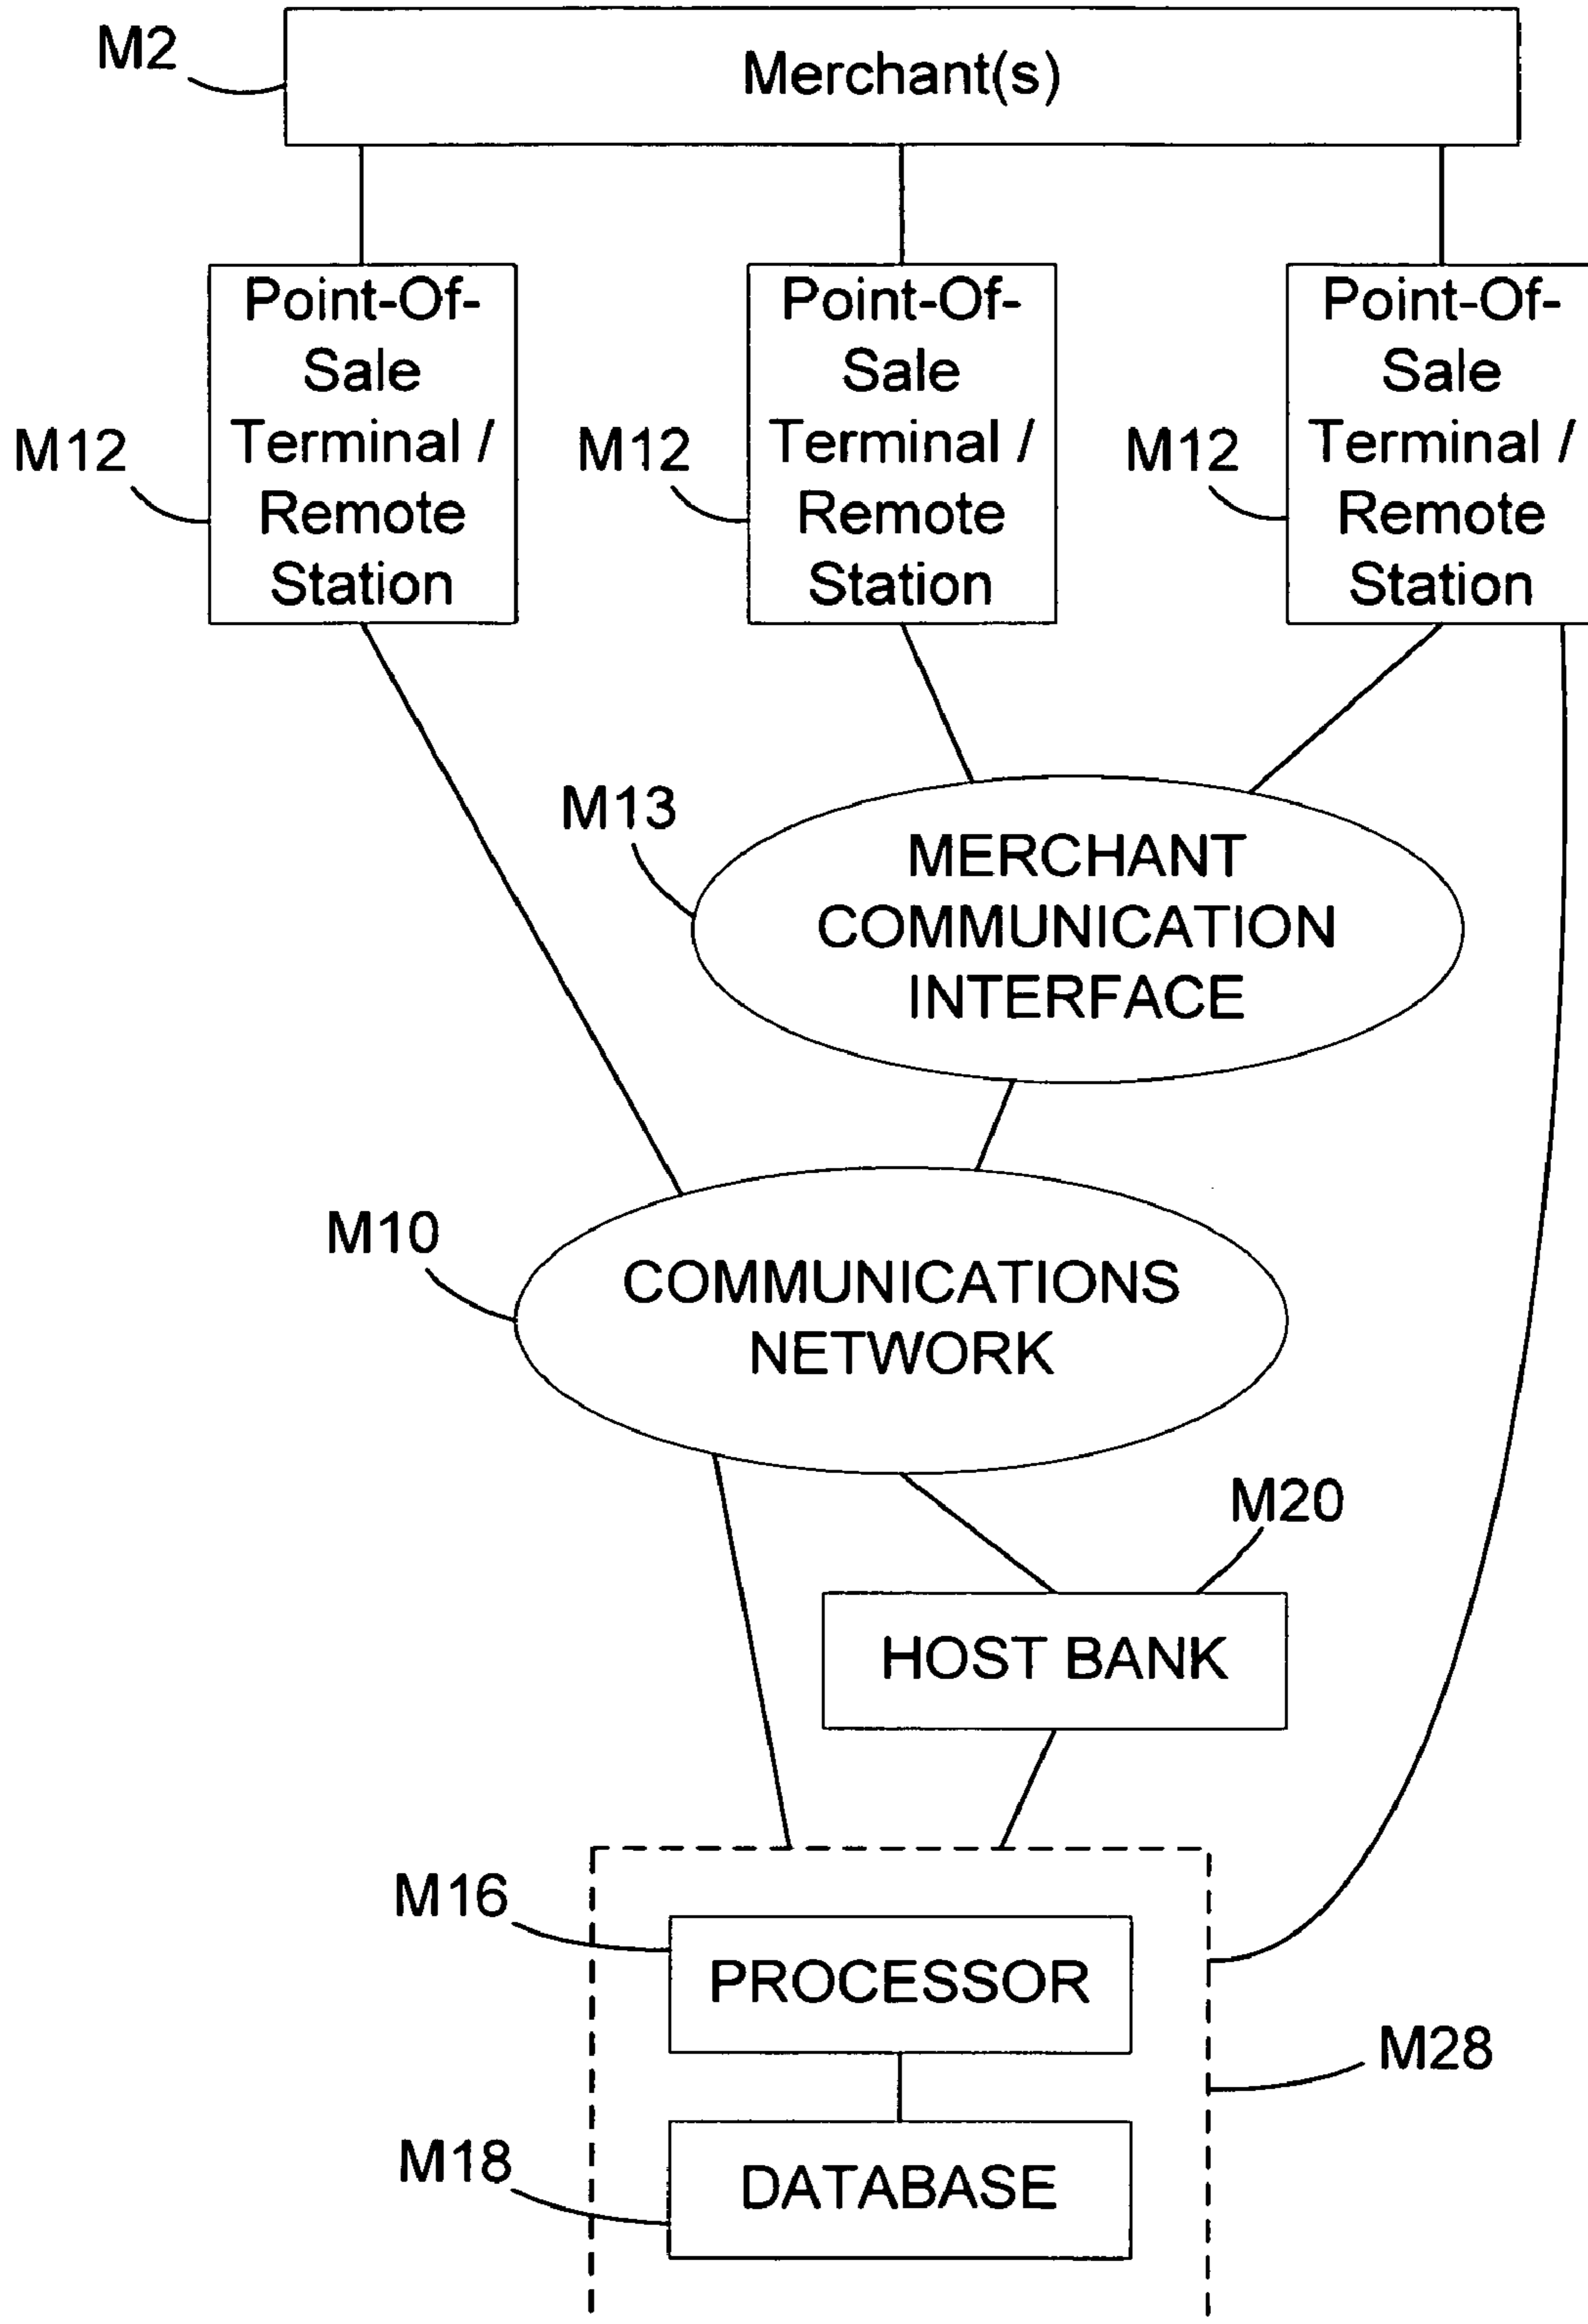 M2
Merchant(s)
Point-Of-
Sale
Terminal /
Remote
Station
M12
Point-Of-
Sale
Terminal /
Remote
Station
M12
Point-Of-
Sale
Terminal /
Remote
Station
M12
M13
MERCHANT
COMMUNICATION
INTERFACE
M10
COMMUNICATIONS
NETWORK
M20
HOST BANK
M16
PROCESSOR
M28
M18
DATABASE